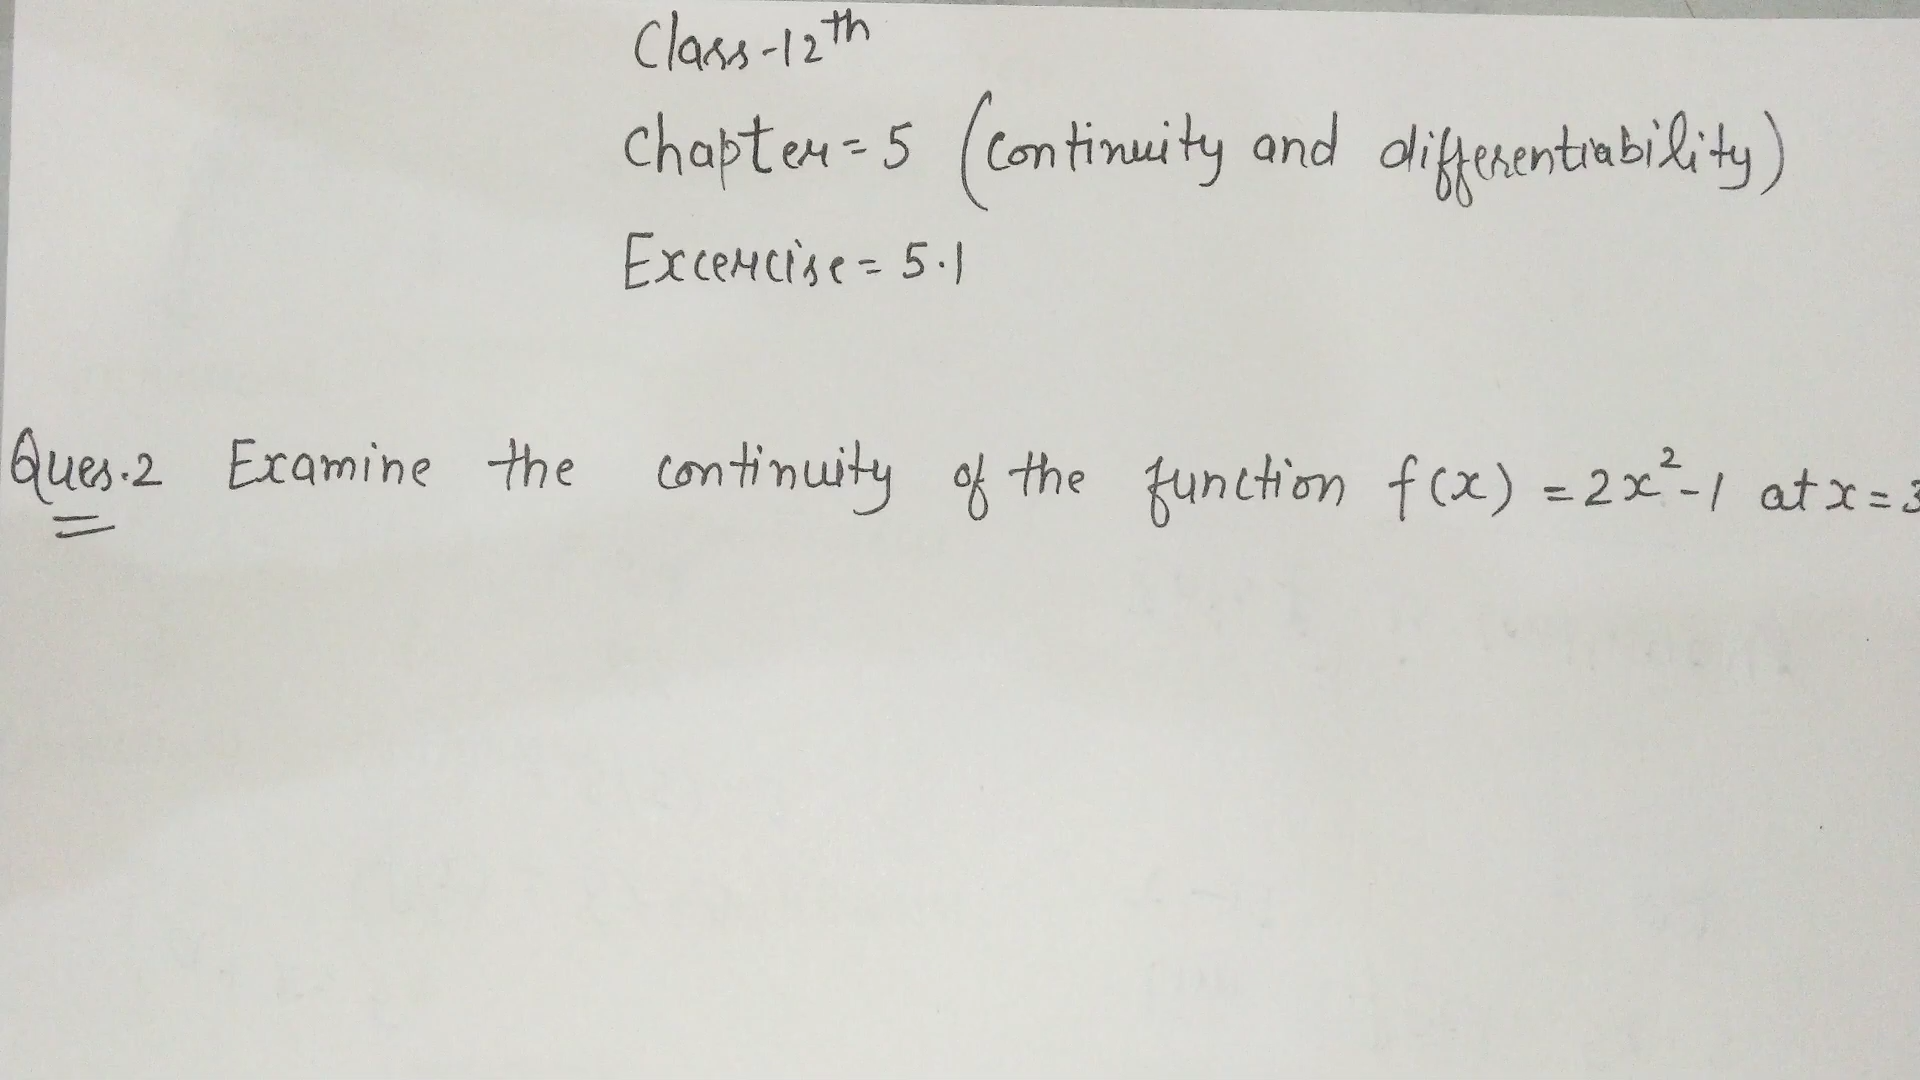 Class-12th
Chapter = 5 (Continuity and differentiability)
Excercise = 5.1
Ques.2 Examine the continuity of the function f(x) = 2x²-1 at x = 3